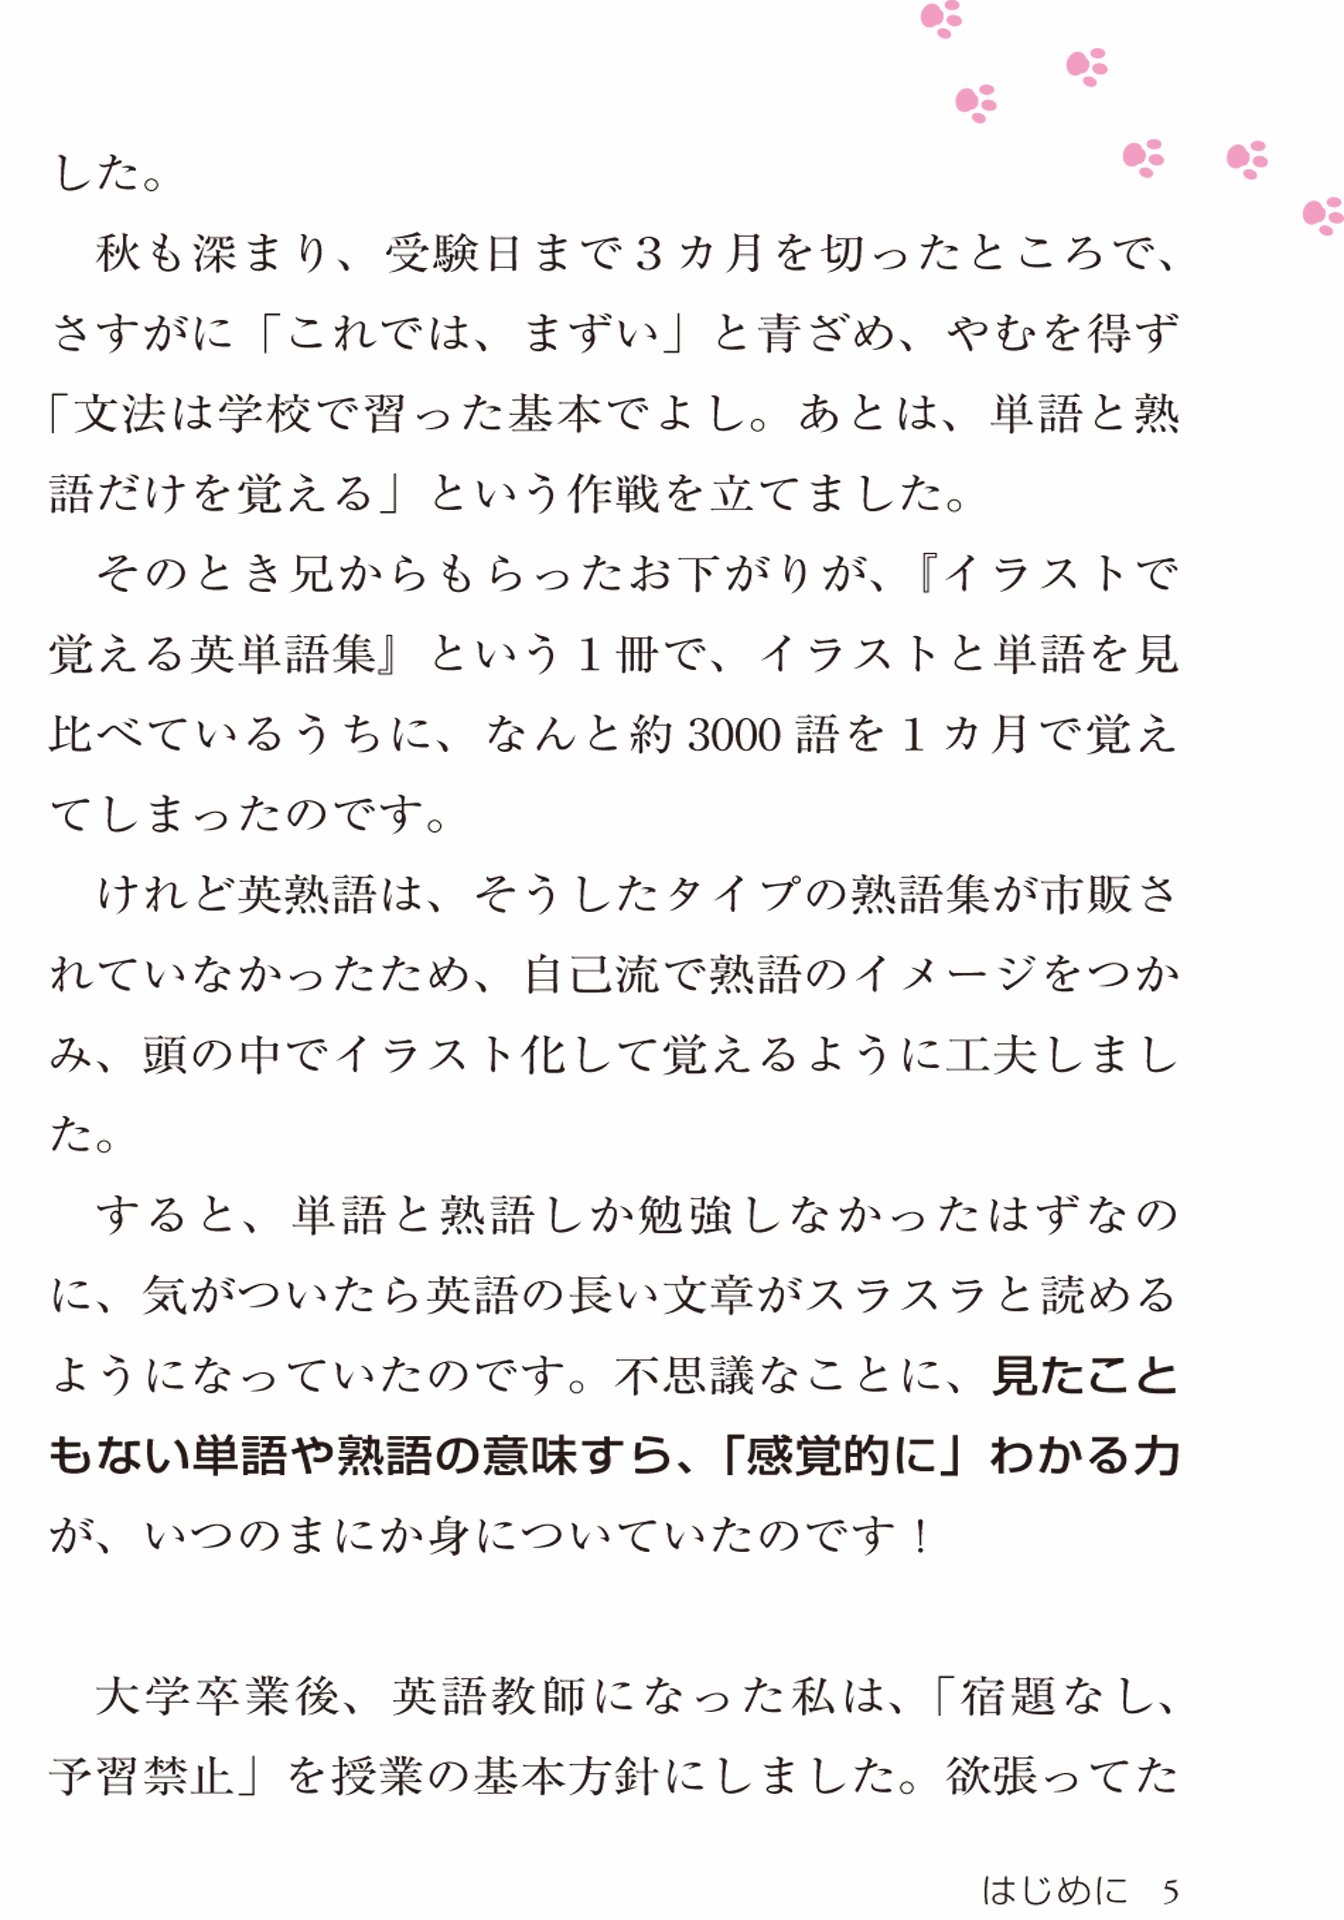 した。
　秋も深まり、受験日まで３カ月を切ったところで、
さすがに「これでは、まずい」と青ざめ、やむを得ず
「文法は学校で習った基本でよし。あとは、単語と熟
語だけを覚える」という作戦を立てました。
　そのとき兄からもらったお下がりが、『イラストで
覚える英単語集』という１冊で、イラストと単語を見
比べているうちに、なんと約 3000 語を１カ月で覚え
てしまったのです。
　けれど英熟語は、そうしたタイプの熟語集が市販さ
れていなかったため、自己流で熟語のイメージをつか
み、頭の中でイラスト化して覚えるように工夫しまし
た。
　すると、単語と熟語しか勉強しなかったはずなの
に、気がついたら英語の長い文章がスラスラと読める
ようになっていたのです。不思議なことに、見たこと
もない単語や熟語の意味すら、「感覚的に」わかる力
が、いつのまにか身についていたのです！
　大学卒業後、英語教師になった私は、「宿題なし、
予習禁止」を授業の基本方針にしました。欲張ってた
はじめに　5